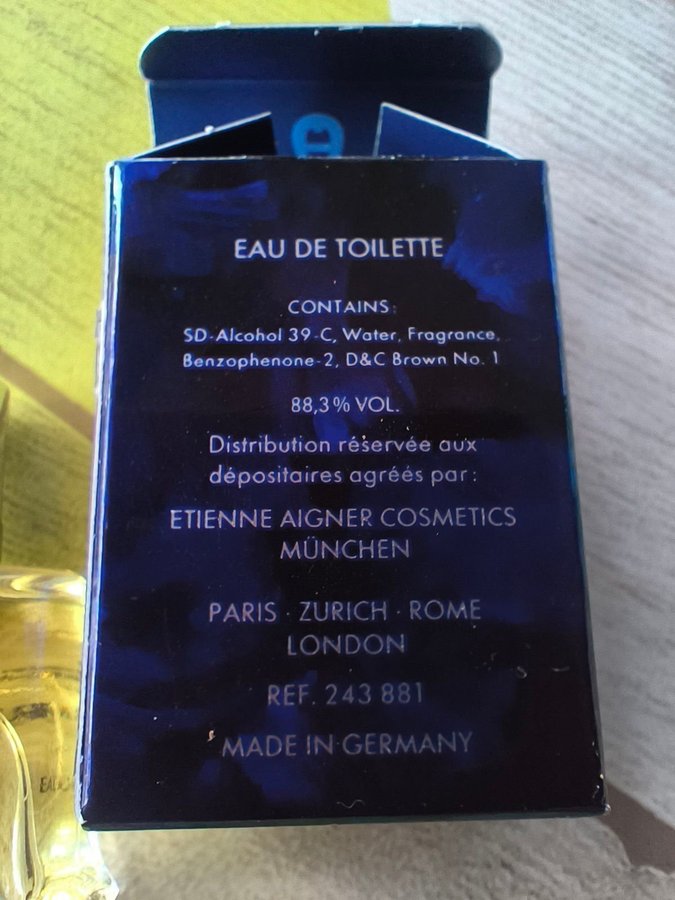 EAU DE TOILETTE
CONTAINS:
SD-Alcohol 39-C, Water, Fragrance,
Benzophenone-2, D&C Brown No. 1
88,3% VOL.
Distribution réservée aux
dépositaires agréés par:
ETIENNE AIGNER COSMETICS
MÜNCHEN
PARIS · ZURICH · ROME
LONDON
REF. 243 881
MADE IN GERMANY